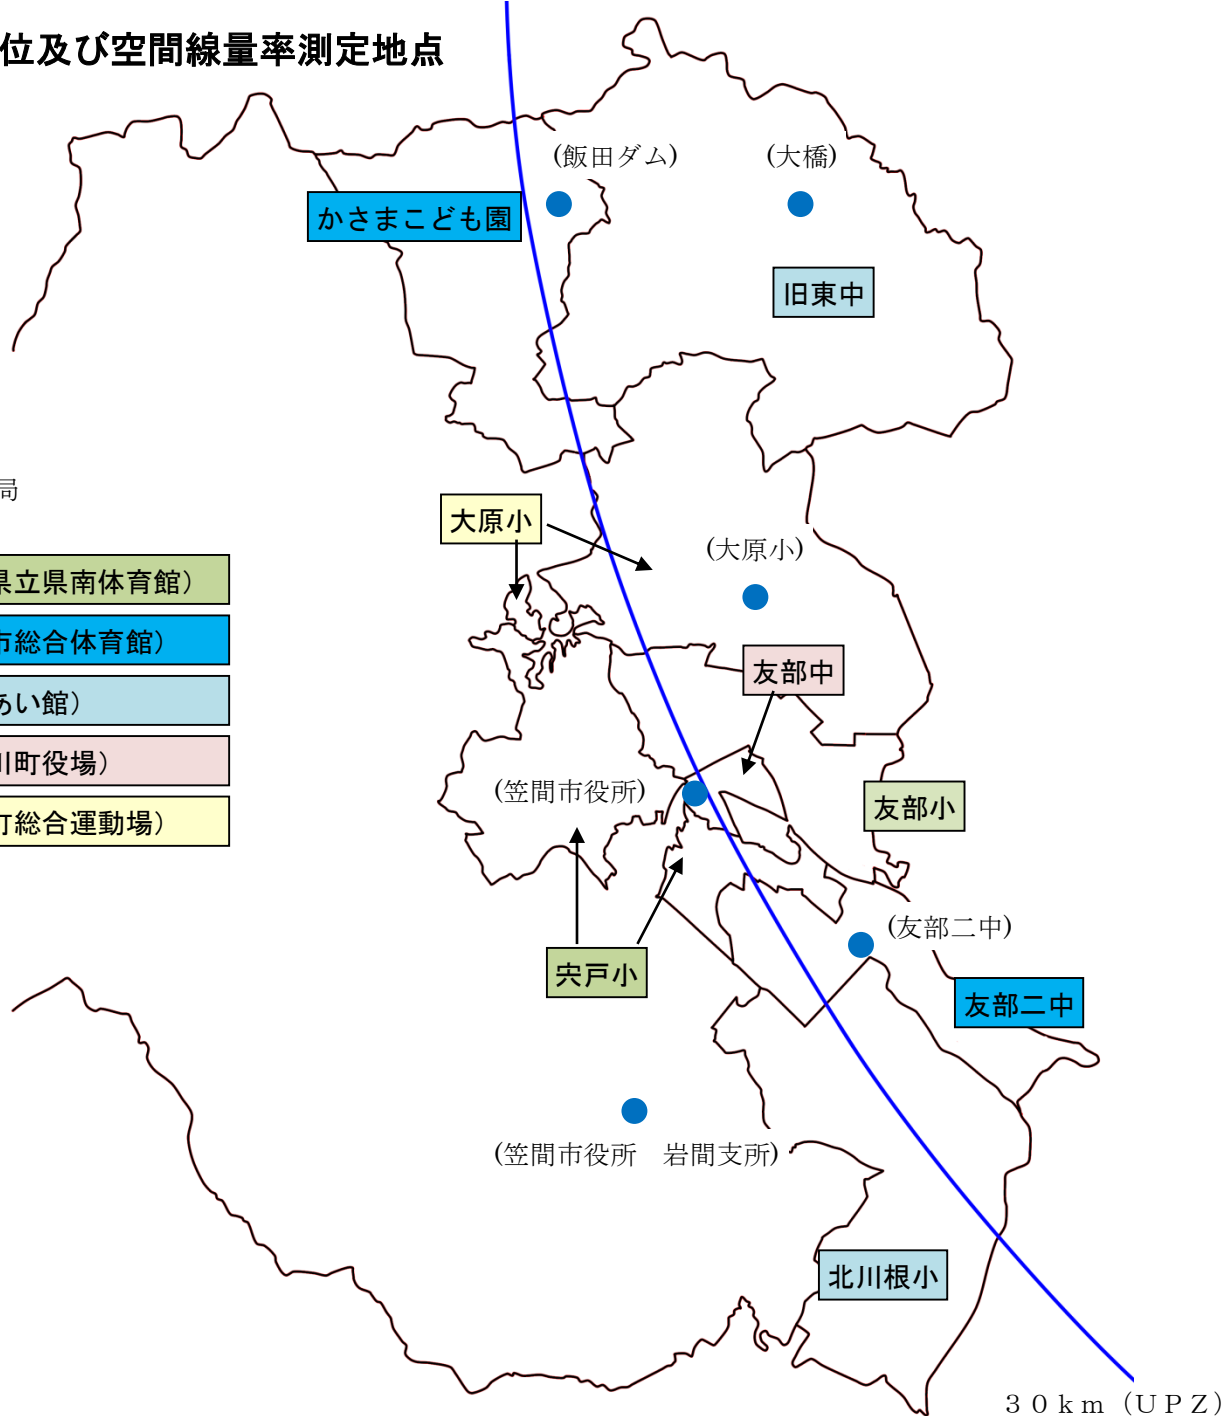 位及び空間線量率測定地点
(飯田ダム)
(大橋)
かさまこども園
旧東中
局
大原小
(大原小)
県立県南体育館）
市総合体育館）
あい館）
川町役場）
町総合運動場）
友部中
(笠間市役所)
友部小
(友部二中)
宍戸小
友部二中
(笠間市役所　岩間支所)
北川根小
３０ｋｍ（ＵＰＺ）